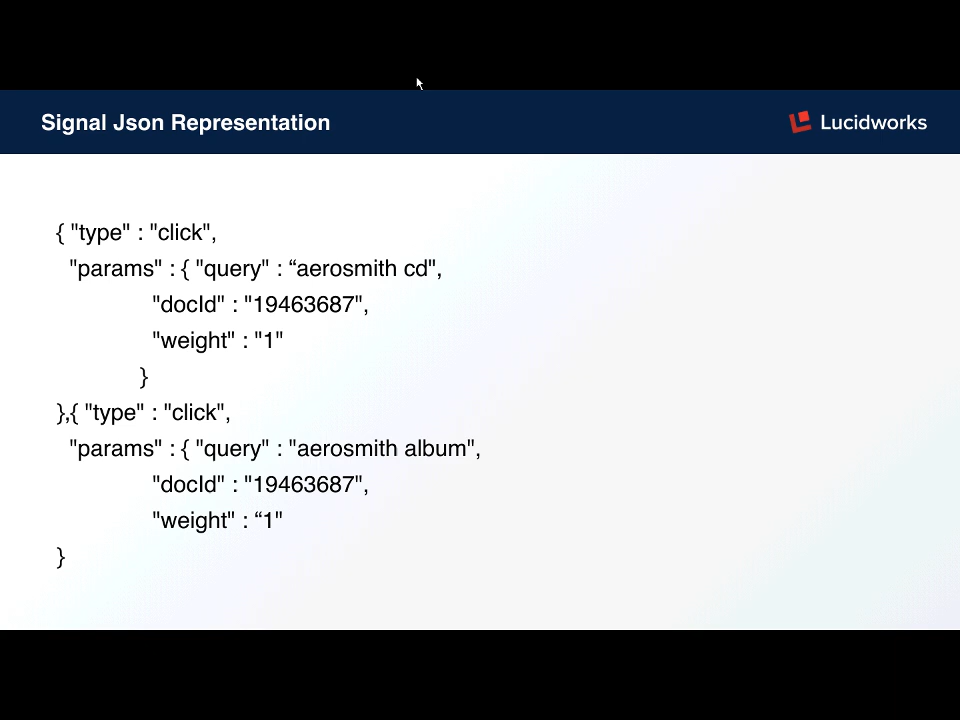 Signal Json Representation
Lucidworks
{ "type" : "click",
"params" : { "query" : “aerosmith cd",
"docId" : "19463687",
"weight" : "1"
}
},{ "type" : "click",
"params" : { "query" : "aerosmith album",
"docId" : "19463687",
"weight" : “1"
}